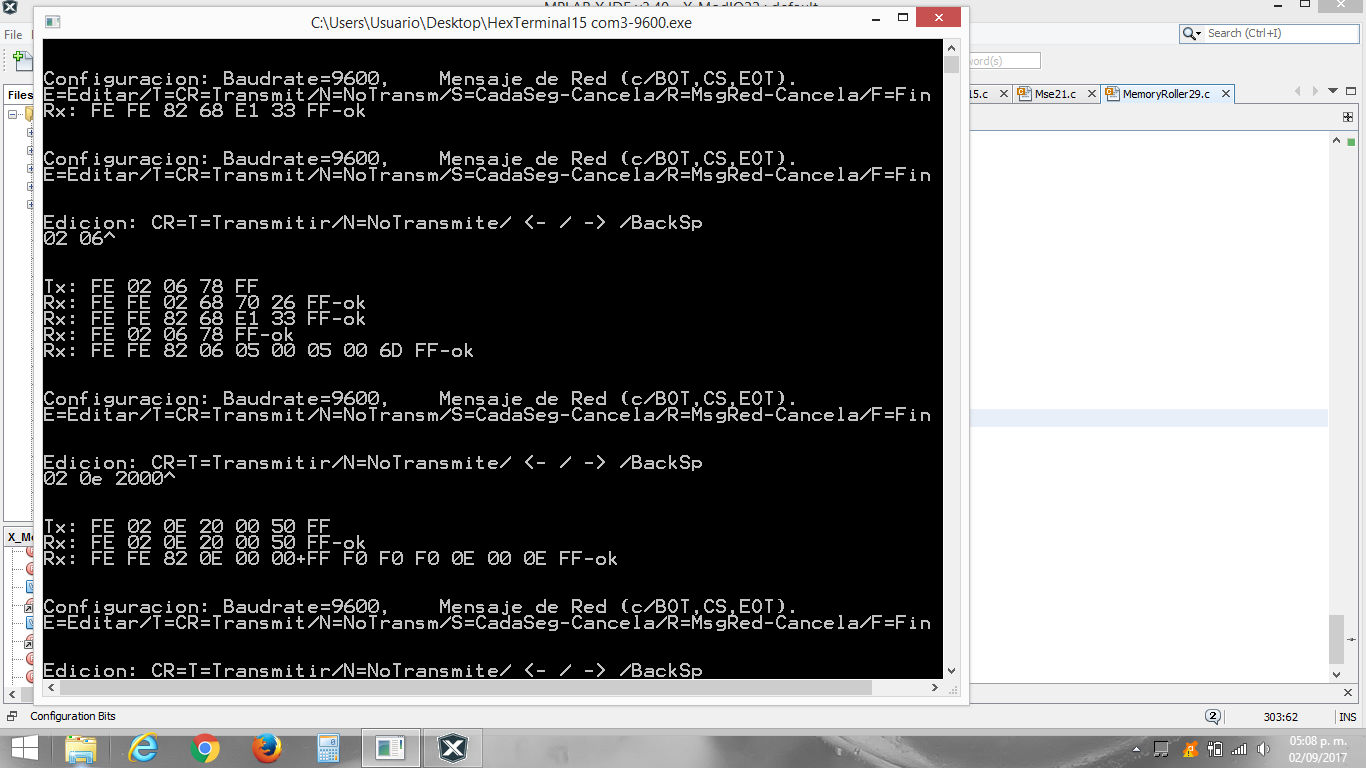 C:\Users\Usuario\Desktop\HexTerminal15 com3-9600.exe
File
Search (Ctrl+I)
Files
15.c
Mse21.c
MemoryRoller29.c
Configuracion: Baudrate=9600,    Mensaje de Red (c/BOT,CS,EOT).
E=Editar/T=CR=Transmit/N=NoTransm/S=CadaSeg-Cancela/R=MsgRed-Cancela/F=Fin
Rx: FE FE 82 68 E1 33 FF-ok
Configuracion: Baudrate=9600,    Mensaje de Red (c/BOT,CS,EOT).
E=Editar/T=CR=Transmit/N=NoTransm/S=CadaSeg-Cancela/R=MsgRed-Cancela/F=Fin
Edicion: CR=T=Transmitir/N=NoTransmite/ <- / -> /BackSp
02 06^
Tx: FE 02 06 78 FF
Rx: FE FE 02 68 70 26 FF-ok
Rx: FE FE 82 68 E1 33 FF-ok
Rx: FE 02 06 78 FF-ok
Rx: FE FE 82 06 05 00 05 00 6D FF-ok
Configuracion: Baudrate=9600,    Mensaje de Red (c/BOT,CS,EOT).
E=Editar/T=CR=Transmit/N=NoTransm/S=CadaSeg-Cancela/R=MsgRed-Cancela/F=Fin
Edicion: CR=T=Transmitir/N=NoTransmite/ <- / -> /BackSp
02 0e 2000^
Tx: FE 02 0E 20 00 50 FF
Rx: FE 02 0E 20 00 50 FF-ok
Rx: FE FE 82 0E 00 00+FF F0 F0 F0 0E 00 0E FF-ok
Configuracion: Baudrate=9600,    Mensaje de Red (c/BOT,CS,EOT).
E=Editar/T=CR=Transmit/N=NoTransm/S=CadaSeg-Cancela/R=MsgRed-Cancela/F=Fin
Edicion: CR=T=Transmitir/N=NoTransmite/ <- / -> /BackSp
Configuration Bits
2
303:62
INS
05:08 p. m.
02/09/2017